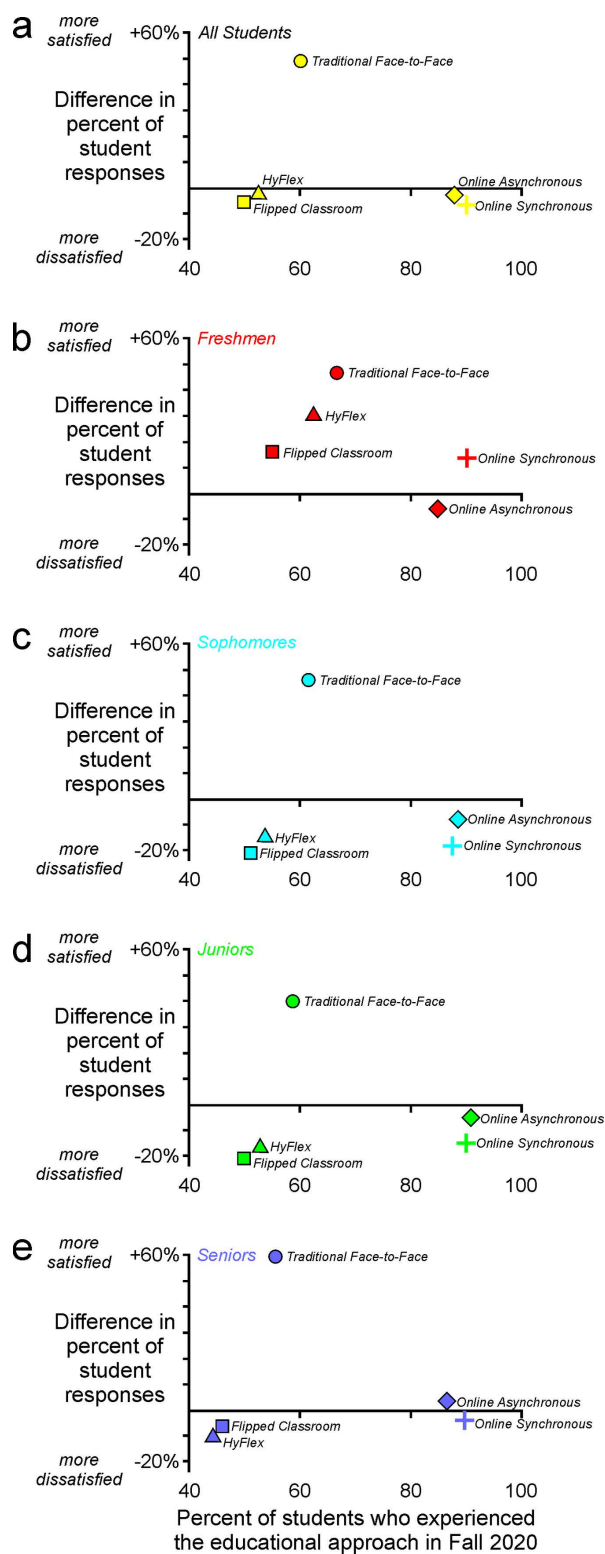 a
more
satisfied
+60%
All Students
Traditional Face-to-Face
Difference in
percent of
student
responses
HyFlex
Flipped Classroom
Online Asynchronous
Online Synchronous
more
dissatisfied
-20%
40 60 80 100
b
more
satisfied
+60%
Freshmen
Traditional Face-to-Face
Difference in
percent of
student
responses
HyFlex
Flipped Classroom
Online Synchronous
Online Asynchronous
more
dissatisfied
-20%
40 60 80 100
c
more
satisfied
+60%
Sophomores
Traditional Face-to-Face
Difference in
percent of
student
responses
Online Asynchronous
HyFlex
Online Synchronous
Flipped Classroom
more
dissatisfied
-20%
40 60 80 100
d
more
satisfied
+60%
Juniors
Traditional Face-to-Face
Difference in
percent of
student
responses
Online Asynchronous
Online Synchronous
HyFlex
Flipped Classroom
more
dissatisfied
-20%
40 60 80 100
e
more
satisfied
+60%
Seniors
Traditional Face-to-Face
Difference in
percent of
student
responses
Online Asynchronous
Flipped Classroom
Online Synchronous
HyFlex
more
dissatisfied
-20%
40 60 80 100
Percent of students who experienced
the educational approach in Fall 2020